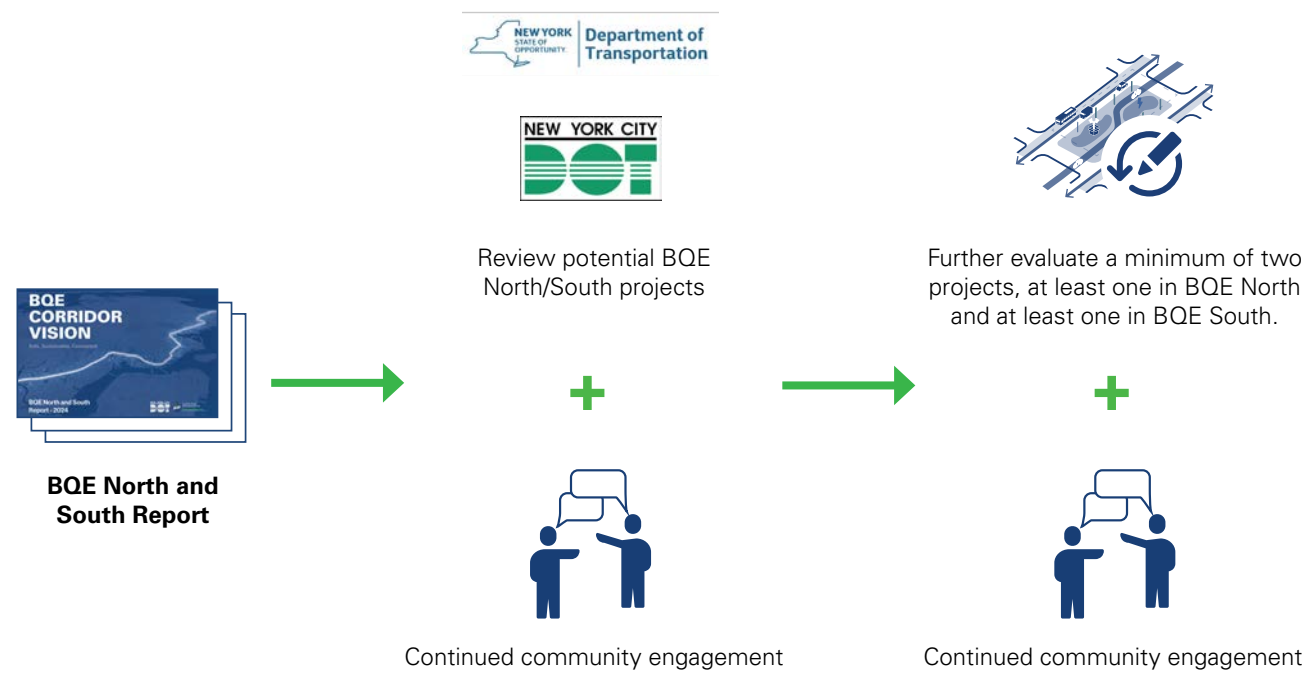 NEW YORK
STATE OF
OPPORTUNITY.
Department of
Transportation
NEW YORK CITY
DOT
Review potential BQE
North/South projects
Further evaluate a minimum of two
projects, at least one in BQE North
and at least one in BQE South.
BQE
CORRIDOR
VISION
BQE North and South
Report - 2024
DOT
BQE North and
South Report
Continued community engagement
Continued community engagement